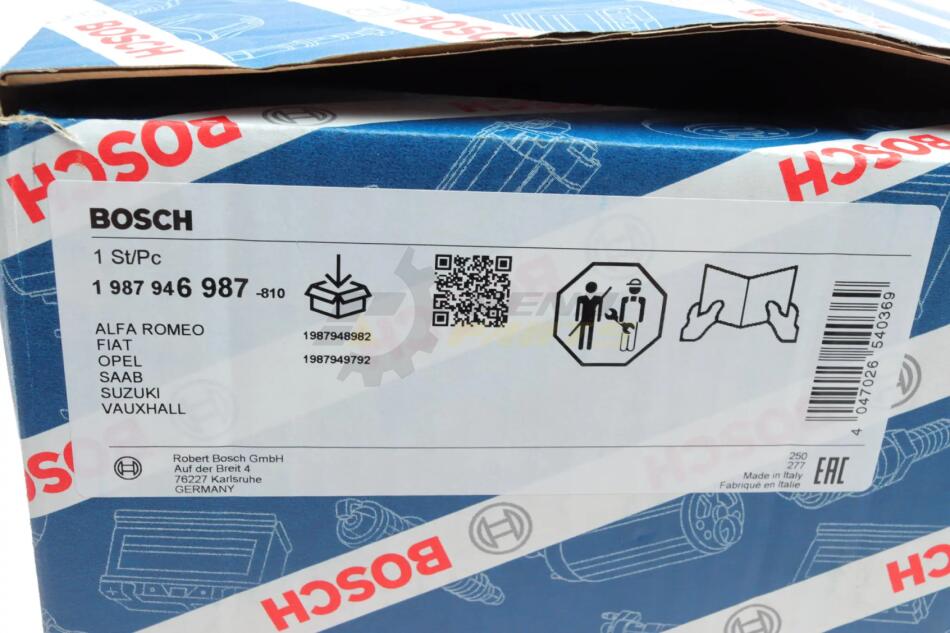 BOSCH
BOSCH
BOSCH
BOSCH
BOSCH
1 St/Pc
1 987 946 987 -810
1987948982
1987949792
ALFA ROMEO
FIAT
OPEL
SAAB
SUZUKI
VAUXHALL
4 047026 540369
Robert Bosch GmbH
Auf der Breit 4
76227 Karlsruhe
GERMANY
250
277
Made in Italy
Fabriqué en Italie
EAC
BOSCH
BOSCH
BOSCH